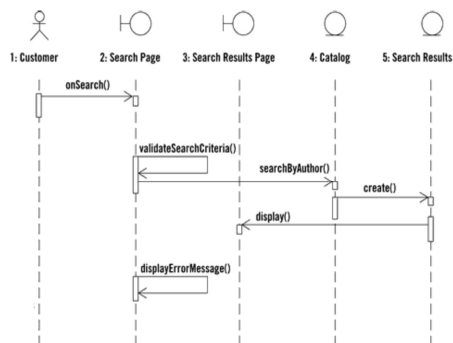 1: Customer 2: Search Page 3: Search Results Page 4: Catalog 5: Search Results
onSearch()
validateSearchCriteria()
searchByAuthor()
create()
display()
displayErrorMessage()